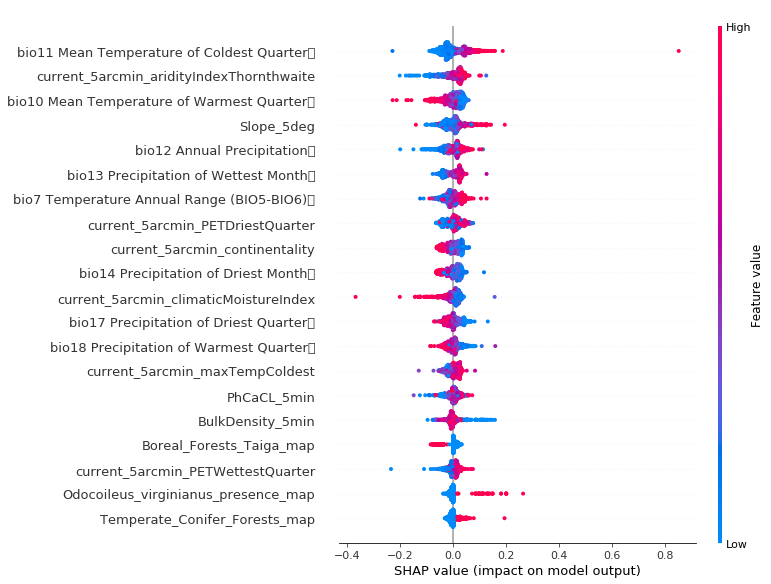 High
bio11 Mean Temperature of Coldest Quarter
current_5arcmin_aridityIndexThornthwaite
bio10 Mean Temperature of Warmest Quarter
Slope_5deg
bio12 Annual Precipitation
bio13 Precipitation of Wettest Month
bio7 Temperature Annual Range (BIO5-BIO6)
current_5arcmin_PETDriestQuarter
current_5arcmin_continentality
bio14 Precipitation of Driest Month
current_5arcmin_climaticMoistureIndex
bio17 Precipitation of Driest Quarter
bio18 Precipitation of Warmest Quarter
current_5arcmin_maxTempColdest
PhCaCL_5min
BulkDensity_5min
Boreal_Forests_Taiga_map
current_5arcmin_PETWettestQuarter
Odocoileus_virginianus_presence_map
Temperate_Conifer_Forests_map
Low
Feature value
−0.4 −0.2 0.0 0.2 0.4 0.6 0.8
SHAP value (impact on model output)